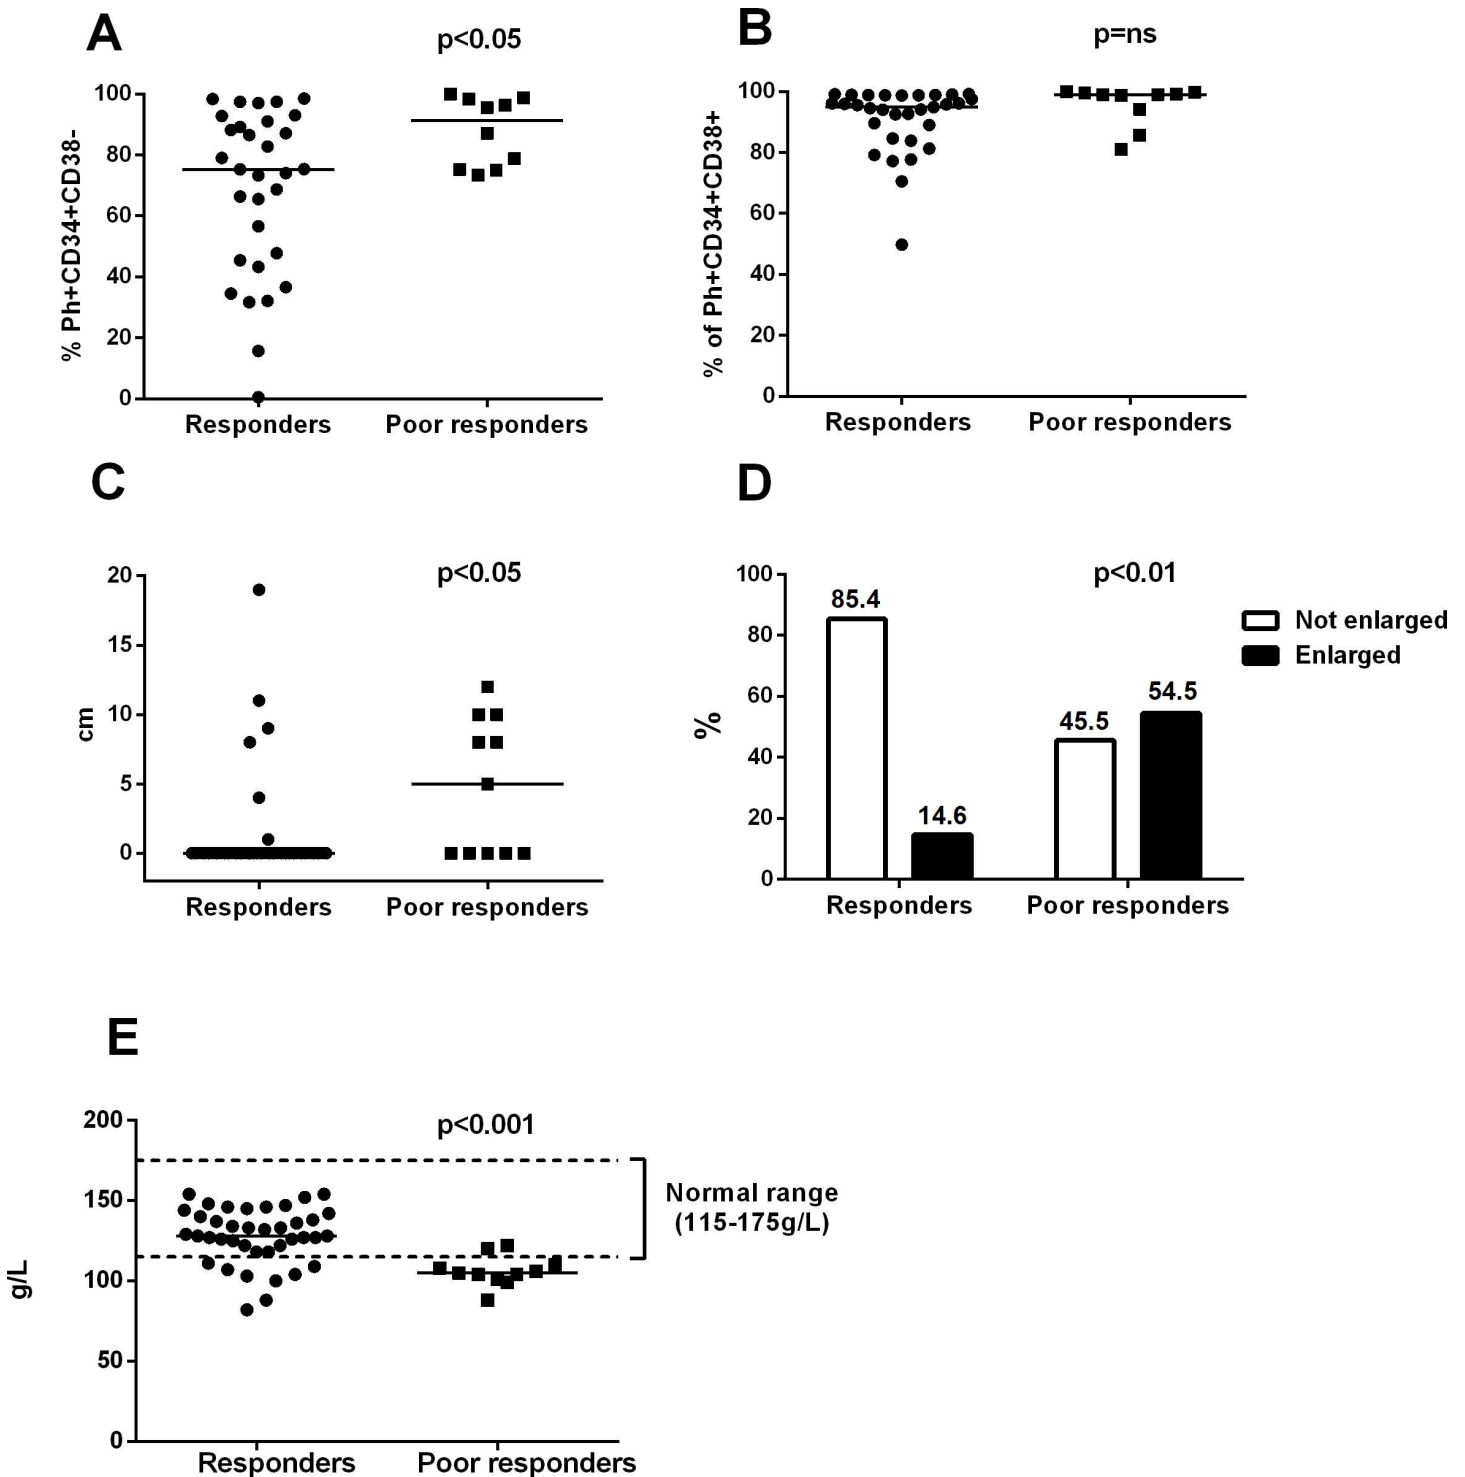 A
p<0.05
% Ph+CD34+CD38-
100
80
60
40
20
0
Responders
Poor responders
B
p=ns
% of Ph+CD34+CD38+
100
80
60
40
20
0
Responders
Poor responders
C
p<0.05
cm
20
15
10
5
0
Responders
Poor responders
D
p<0.01
%
100
80
60
40
20
0
85.4
14.6
45.5
54.5
Not enlarged
Enlarged
Responders
Poor responders
E
p<0.001
g/L
200
150
100
50
0
Normal range
(115-175g/L)
Responders
Poor responders